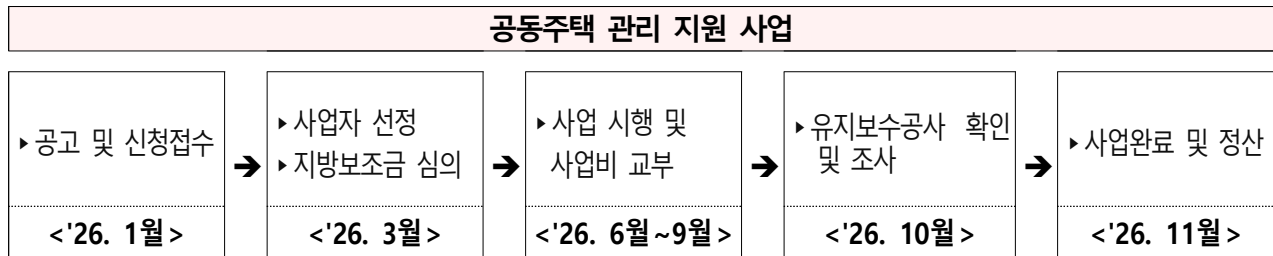 공동주택 관리 지원 사업
▸공고 및 신청접수
<'26. 1월>
➔
▸사업자 선정
▸지방보조금 심의
<'26. 3월>
➔
▸사업 시행 및
사업비 교부
<'26. 6월~9월>
➔
▸유지보수공사 확인
및 조사
<'26. 10월>
➔
▸사업완료 및 정산
<'26. 11월>